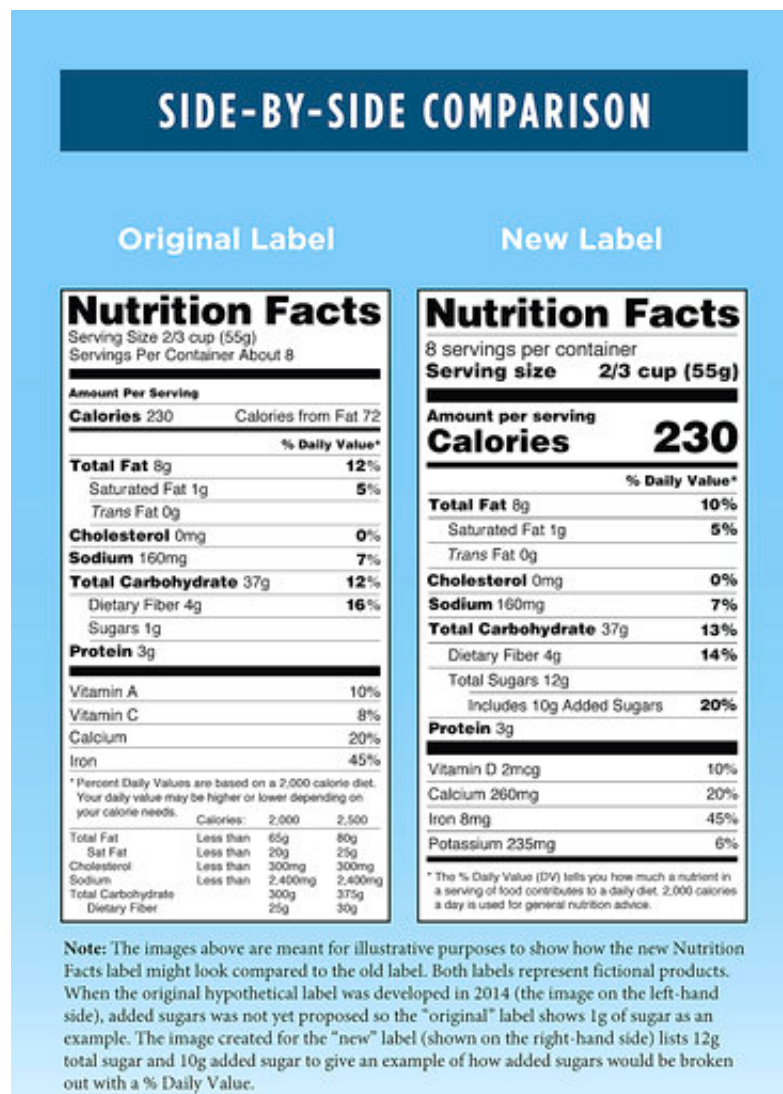 SIDE-BY-SIDE COMPARISON
Original Label
Nutrition Facts
Serving Size 2/3 cup (55g)
Servings Per Container About 8
Amount Per Serving
Calories 230 Calories from Fat 72
% Daily Value*
Total Fat 8g 12%
Saturated Fat 1g 5%
Trans Fat 0g
Cholesterol 0mg 0%
Sodium 160mg 7%
Total Carbohydrate 37g 12%
Dietary Fiber 4g 16%
Sugars 1g
Protein 3g
Vitamin A 10%
Vitamin C 8%
Calcium 20%
Iron 45%
* Percent Daily Values are based on a 2,000 calorie diet.
Your daily value may be higher or lower depending on
your calorie needs.
Calories: 2,000 2,500
Total Fat Less than 65g 80g
Sat Fat Less than 20g 25g
Cholesterol Less than 300mg 300mg
Sodium Less than 2,400mg 2,400mg
Total Carbohydrate 300g 375g
Dietary Fiber 25g 30g
New Label
Nutrition Facts
8 servings per container
Serving size 2/3 cup (55g)
Amount per serving
Calories 230
% Daily Value*
Total Fat 8g 10%
Saturated Fat 1g 5%
Trans Fat 0g
Cholesterol 0mg 0%
Sodium 160mg 7%
Total Carbohydrate 37g 13%
Dietary Fiber 4g 14%
Total Sugars 12g
Includes 10g Added Sugars 20%
Protein 3g
Vitamin D 2mcg 10%
Calcium 260mg 20%
Iron 8mg 45%
Potassium 235mg 6%
* The % Daily Value (DV) tells you how much a nutrient in
a serving of food contributes to a daily diet. 2,000 calories
a day is used for general nutrition advice.
Note: The images above are meant for illustrative purposes to show how the new Nutrition
Facts label might look compared to the old label. Both labels represent fictional products.
When the original hypothetical label was developed in 2014 (the image on the left-hand
side), added sugars was not yet proposed so the “original” label shows 1g of sugar as an
example. The image created for the “new” label (shown on the right-hand side) lists 12g
total sugar and 10g added sugar to give an example of how added sugars would be broken
out with a % Daily Value.